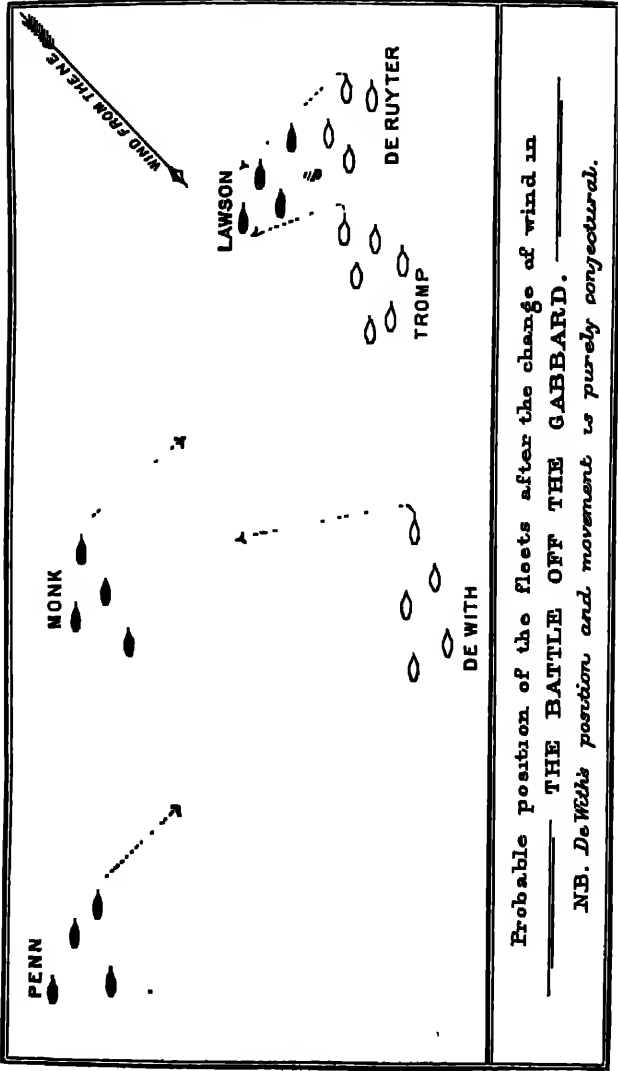 PENN
MONK
LAWSON
WIND FROM THE NE
DE WITH
TROMP
DE RUYTER
Probable position of the fleets after the change of wind in
THE BATTLE OFF THE GABBARD.
NB. De With's position and movement is purely conjectural.